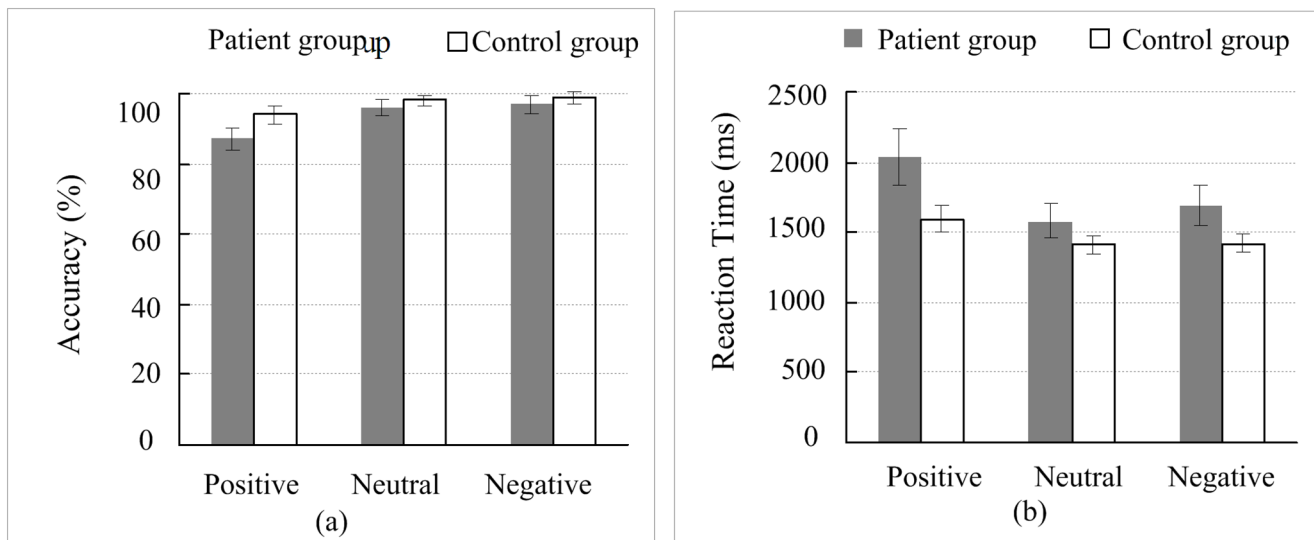 Patient groupup
Control group
100
80
60
40
20
0
Accuracy (%)
Positive
Neutral
Negative
(a)
Patient group
Control group
2500
2000
1500
1000
500
0
Reaction Time (ms)
Positive
Neutral
Negative
(b)